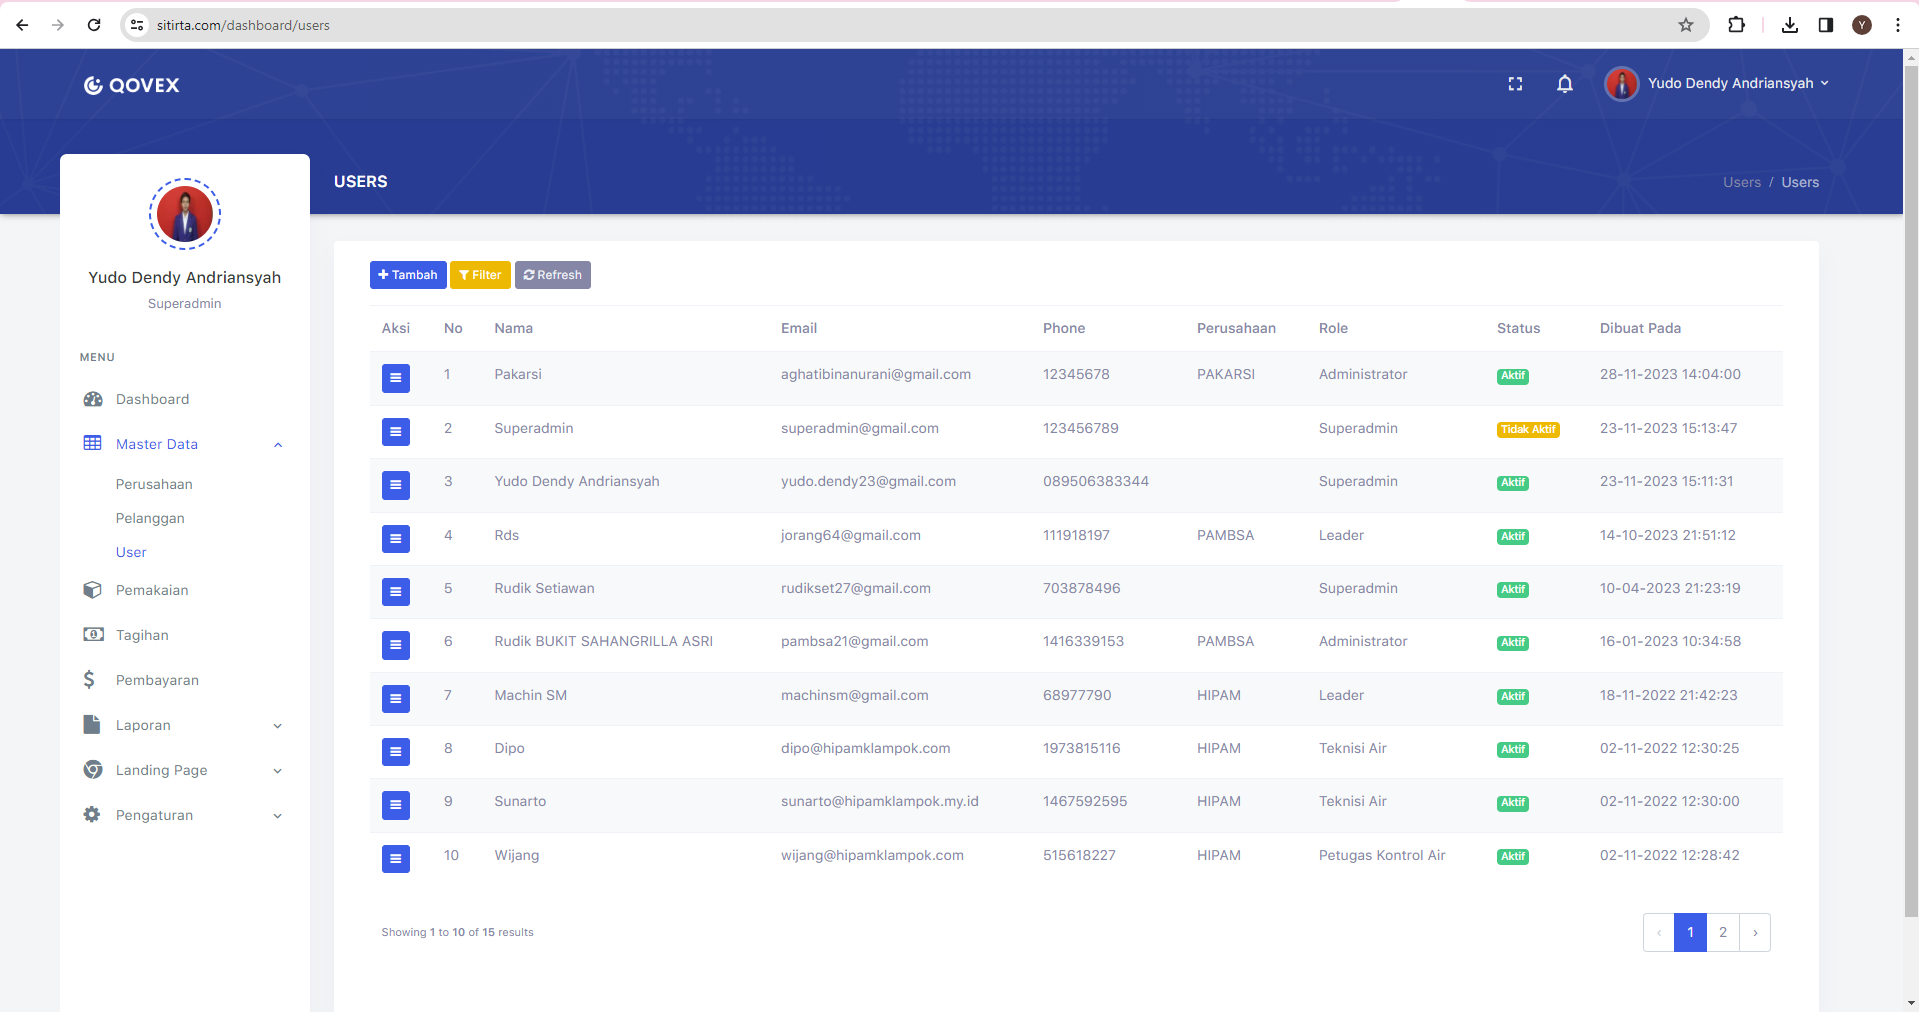 sitirta.com/dashboard/users
Y
QOVEX
Yudo Dendy Andriansyah
USERS
Users / Users
Yudo Dendy Andriansyah
Superadmin
MENU
Dashboard
Master Data
Perusahaan
Pelanggan
User
Pemakaian
Tagihan
Pembayaran
Laporan
Landing Page
Pengaturan
Tambah Filter Refresh
Aksi No Nama Email Phone Perusahaan Role Status Dibuat Pada
1 Pakarsi aghatibinanurani@gmail.com 12345678 PAKARSI Administrator Aktif 28-11-2023 14:04:00
2 Superadmin superadmin@gmail.com 123456789 Superadmin Tidak Aktif 23-11-2023 15:13:47
3 Yudo Dendy Andriansyah yudo.dendy23@gmail.com 089506383344 Superadmin Aktif 23-11-2023 15:11:31
4 Rds jorang64@gmail.com 111918197 PAMBSA Leader Aktif 14-10-2023 21:51:12
5 Rudik Setiawan rudikset27@gmail.com 703878496 Superadmin Aktif 10-04-2023 21:23:19
6 Rudik BUKIT SAHANGRILLA ASRI pambsa21@gmail.com 1416339153 PAMBSA Administrator Aktif 16-01-2023 10:34:58
7 Machin SM machinsm@gmail.com 68977790 HIPAM Leader Aktif 18-11-2022 21:42:23
8 Dipo dipo@hipamklampok.com 1973815116 HIPAM Teknisi Air Aktif 02-11-2022 12:30:25
9 Sunarto sunarto@hipamklampok.my.id 1467592595 HIPAM Teknisi Air Aktif 02-11-2022 12:30:00
10 Wijang wijang@hipamklampok.com 515618227 HIPAM Petugas Kontrol Air Aktif 02-11-2022 12:28:42
Showing 1 to 10 of 15 results
‹ 1 2 ›